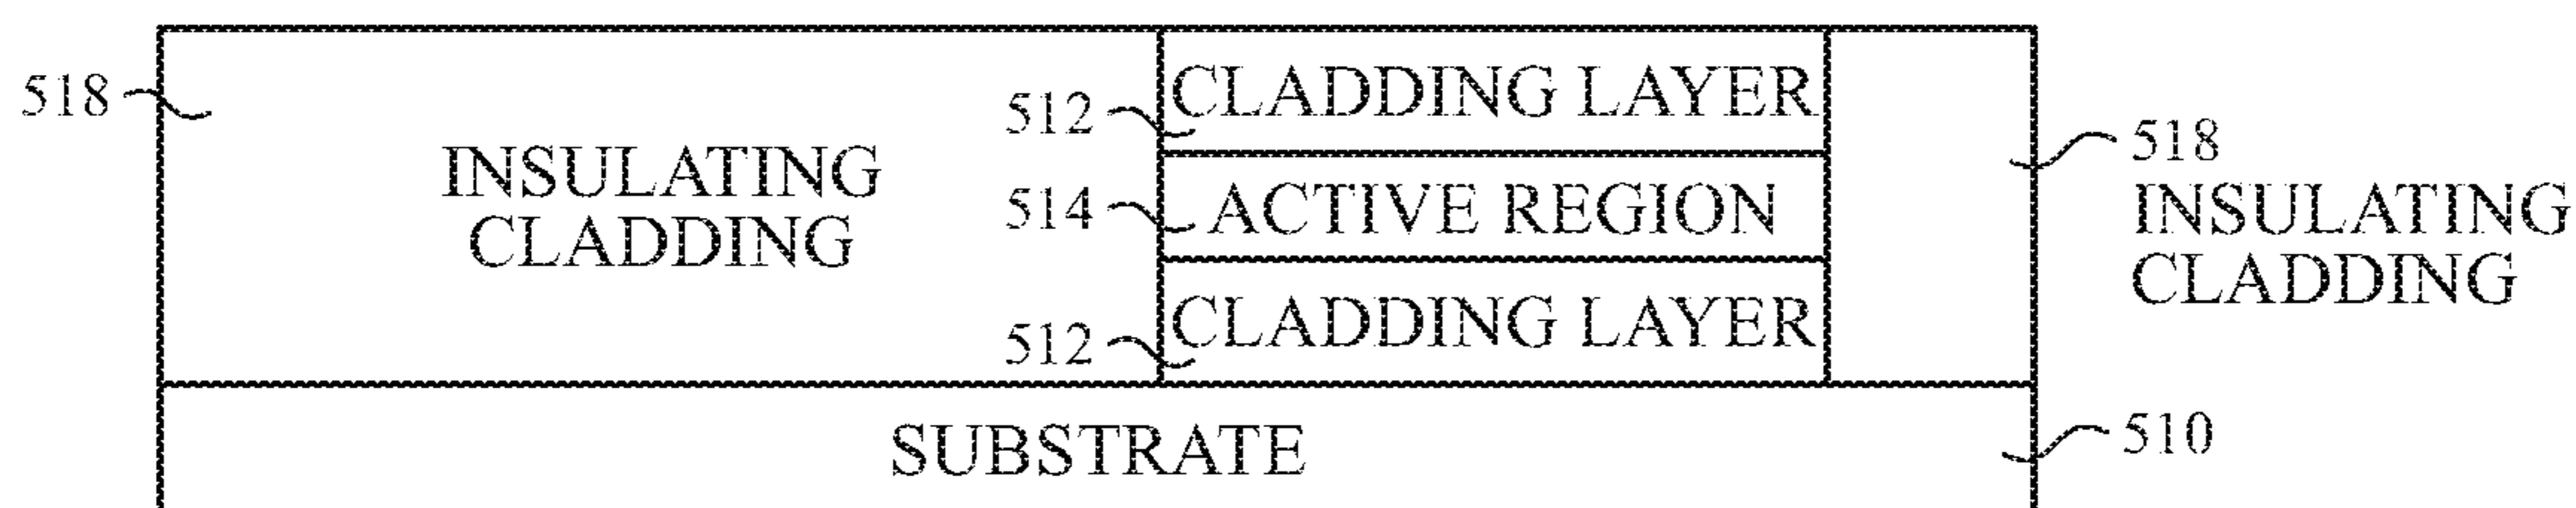 518
INSULATING
CLADDING
512
CLADDING LAYER
514
ACTIVE REGION
512
CLADDING LAYER
518
INSULATING
CLADDING
SUBSTRATE
510